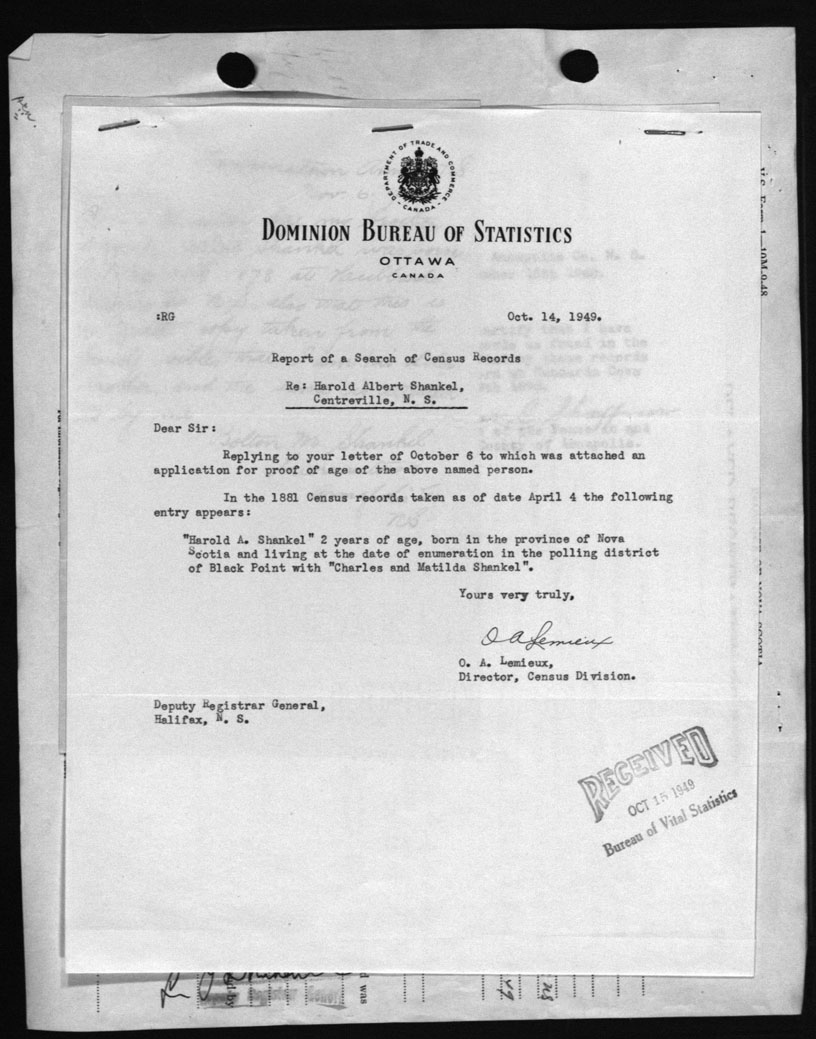 DEPARTMENT OF TRADE AND COMMERCE
CANADA
DOMINION BUREAU OF STATISTICS
OTTAWA
CANADA
:RG
Oct. 14, 1949.
Report of a Search of Census Records
Re: Harold Albert Shankel,
Centreville, N. S.
Dear Sir:
Replying to your letter of October 6 to which was attached an
application for proof of age of the above named person.
In the 1881 Census records taken as of date April 4 the following
entry appears:
"Harold A. Shankel" 2 years of age, born in the province of Nova
Scotia and living at the date of enumeration in the polling district
of Black Point with "Charles and Matilda Shankel".
Yours very truly,
O A Lemieux
O. A. Lemieux,
Director, Census Division.
Deputy Registrar General,
Halifax, N. S.
RECEIVED
OCT 15 1949
Bureau of Vital Statistics
d was